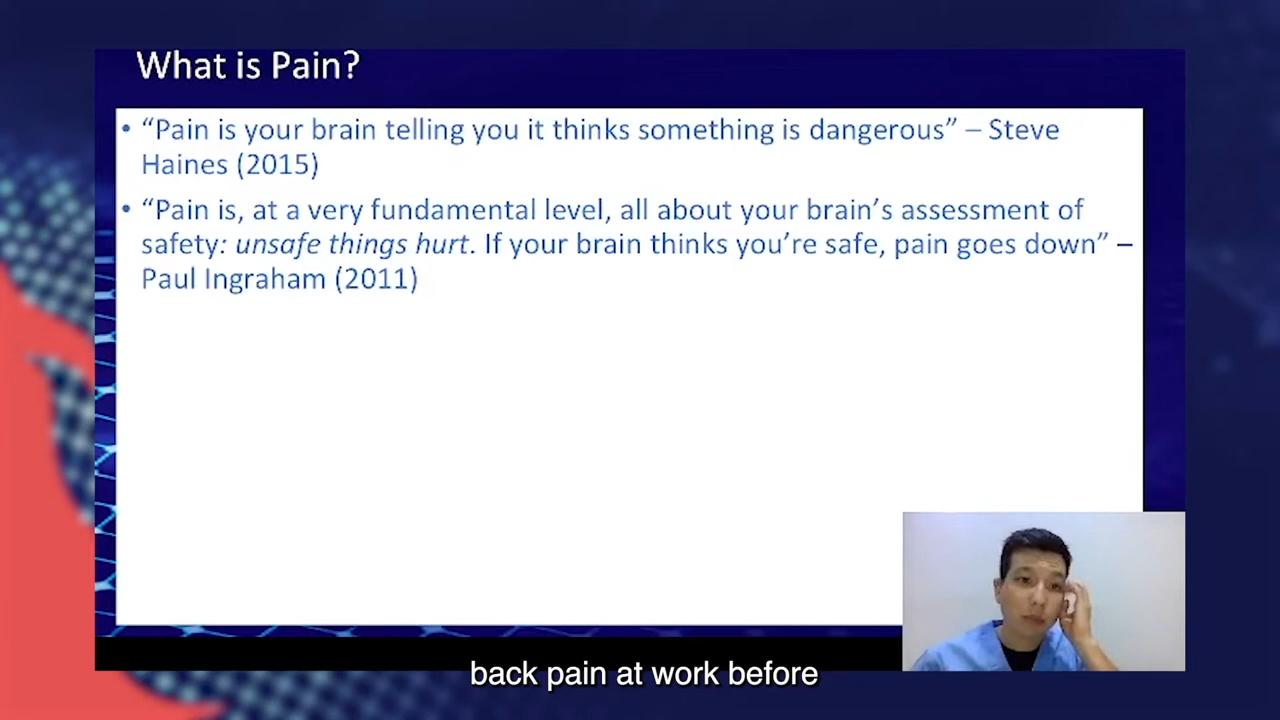 What is Pain?
• “Pain is your brain telling you it thinks something is dangerous” – Steve
Haines (2015)
• “Pain is, at a very fundamental level, all about your brain’s assessment of
safety: unsafe things hurt. If your brain thinks you’re safe, pain goes down” –
Paul Ingraham (2011)
back pain at work before